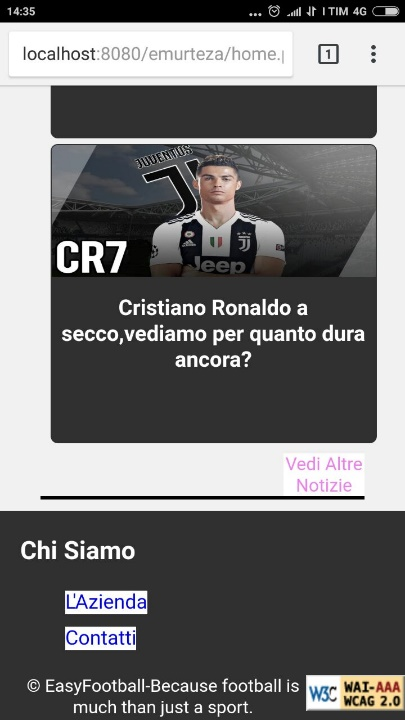 14:35
... I TIM 4G
localhost:8080/emurteza/home.p
1
JUVENTUS
Jeep
CR7
Cristiano Ronaldo a
secco,vediamo per quanto dura
ancora?
Vedi Altre
Notizie
Chi Siamo
L'Azienda
Contatti
© EasyFootball-Because football is
much than just a sport.
W3C WAI-AAA
WCAG 2.0